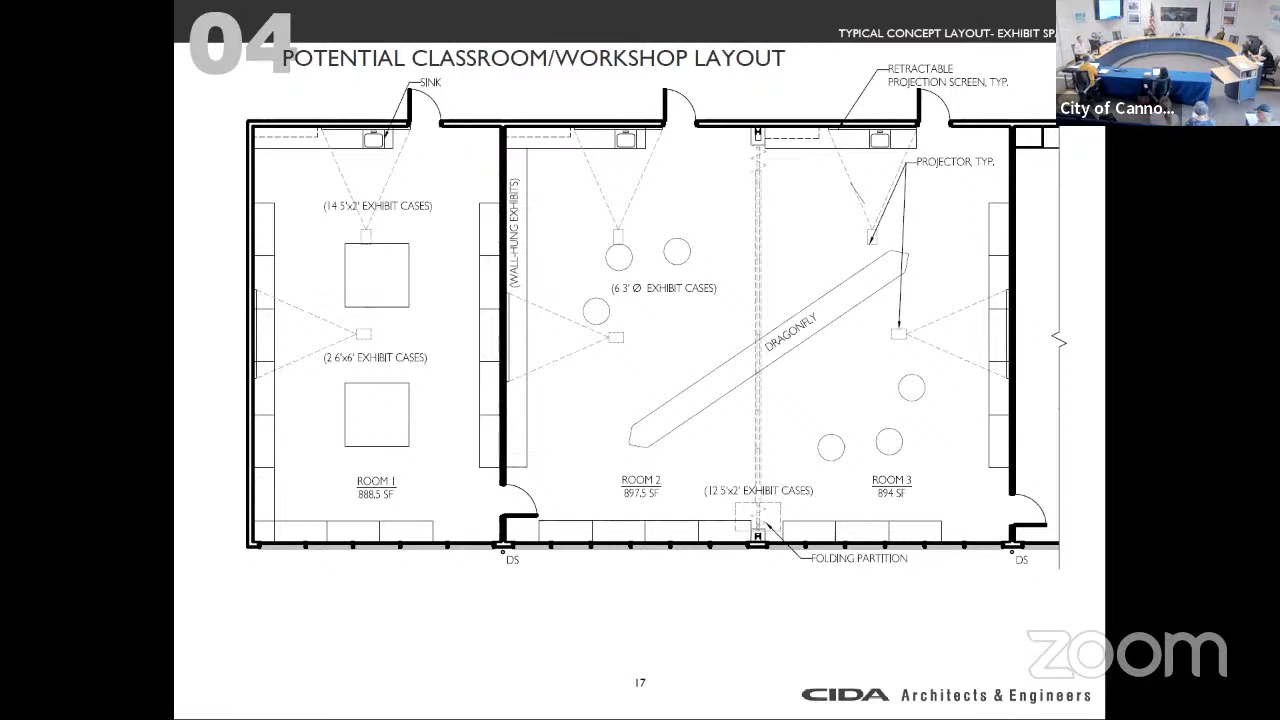 04
TYPICAL CONCEPT LAYOUT- EXHIBIT
POTENTIAL CLASSROOM/WORKSHOP LAYOUT
SINK
RETRACTABLE
PROJECTION SCREEN, TYP.
City of Canno...
PROJECTOR, TYP.
(14 5'x2' EXHIBIT CASES)
(WALL-HUNG EXHIBITS)
(6 3' Ø EXHIBIT CASES)
DRAGONFLY
(2 6'x6' EXHIBIT CASES)
ROOM 1
888.5 SF
ROOM 2
897.5 SF
ROOM 3
894 SF
(12 5'x2' EXHIBIT CASES)
DS
FOLDING PARTITION
DS
zoom
17
CIDA Architects & Engineers